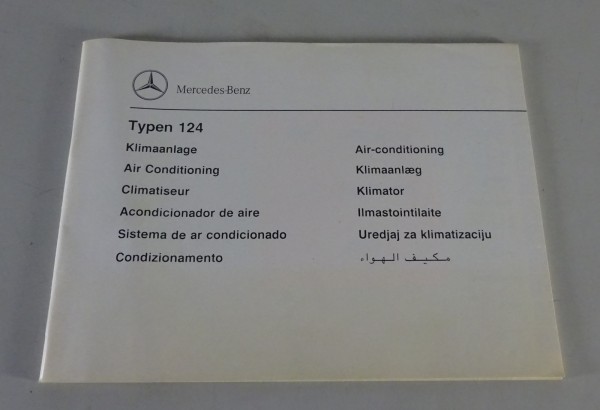 Mercedes-Benz
Typen 124
Klimaanlage
Air Conditioning
Climatiseur
Acondicionador de aire
Sistema de ar condicionado
Condizionamento
Air-conditioning
Klimaanlæg
Klimator
Ilmastointilaite
Uredjaj za klimatizaciju
مكيف الهواء